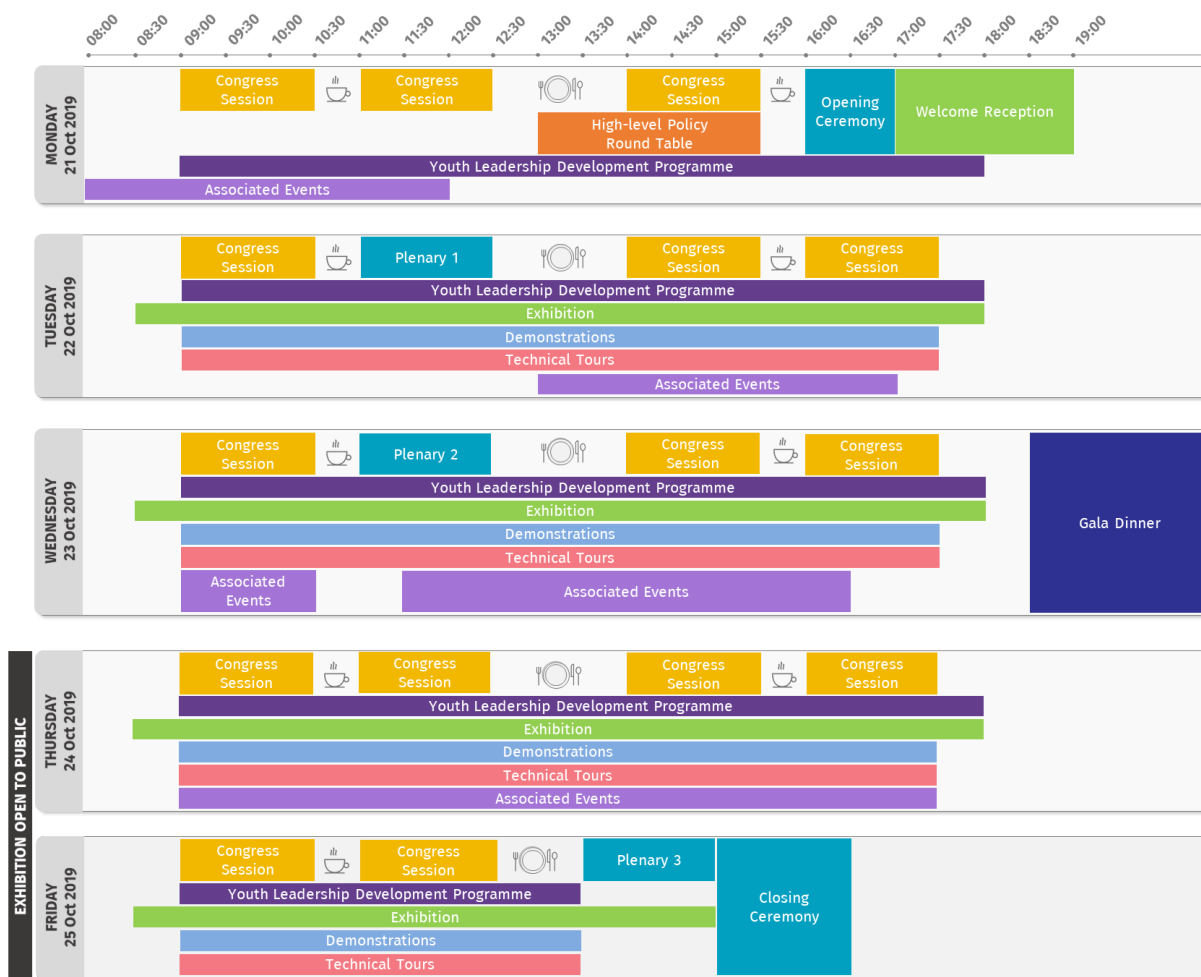 08:00 08:30 09:00 09:30 10:00 10:30 11:00 11:30 12:00 12:30 13:00 13:30 14:00 14:30 15:00 15:30 16:00 16:30 17:00 17:30 18:00 18:30 19:00
MONDAY
21 Oct 2019
Congress
Session
Congress
Session
Congress
Session
Opening
Ceremony
Welcome Reception
High-level Policy
Round Table
Youth Leadership Development Programme
Associated Events
TUESDAY
22 Oct 2019
Congress
Session
Plenary 1
Congress
Session
Congress
Session
Youth Leadership Development Programme
Exhibition
Demonstrations
Technical Tours
Associated Events
WEDNESDAY
23 Oct 2019
Congress
Session
Plenary 2
Congress
Session
Congress
Session
Youth Leadership Development Programme
Exhibition
Demonstrations
Technical Tours
Associated
Events
Associated Events
Gala Dinner
EXHIBITION OPEN TO PUBLIC
THURSDAY
24 Oct 2019
Congress
Session
Congress
Session
Congress
Session
Congress
Session
Youth Leadership Development Programme
Exhibition
Demonstrations
Technical Tours
Associated Events
FRIDAY
25 Oct 2019
Congress
Session
Congress
Session
Plenary 3
Closing
Ceremony
Youth Leadership Development Programme
Exhibition
Demonstrations
Technical Tours